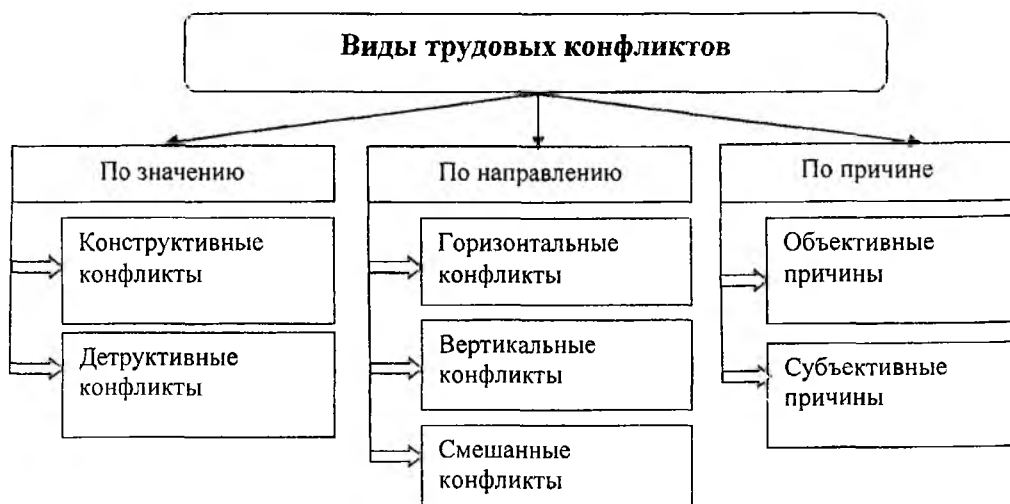 Виды трудовых конфликтов
По значению
Конструктивные
конфликты
Детруктивные
конфликты
По направлению
Горизонтальные
конфликты
Вертикальные
конфликты
Смешанные
конфликты
По причине
Объективные
причины
Субъективные
причины